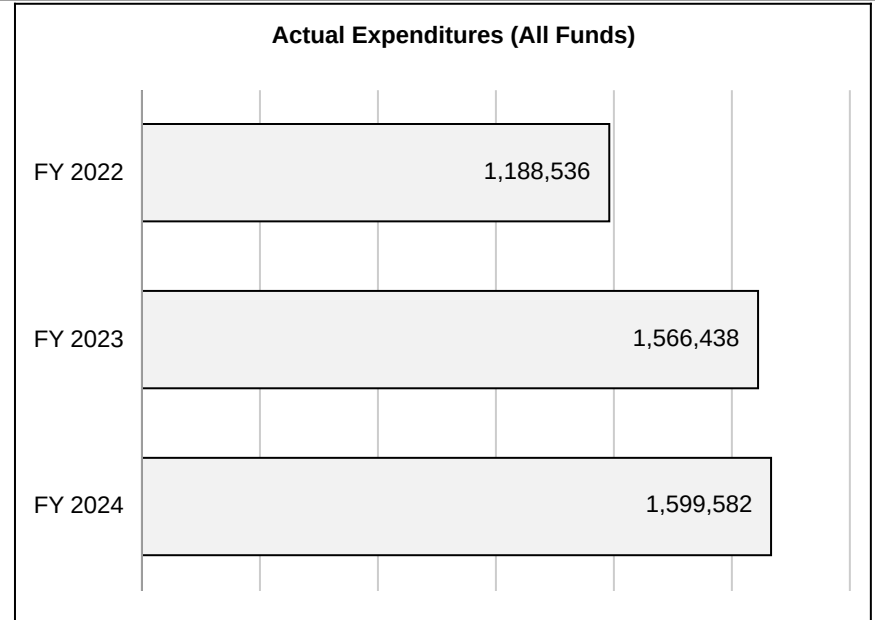 Actual Expenditures (All Funds)
FY 2022
1,188,536
FY 2023
1,566,438
FY 2024
1,599,582